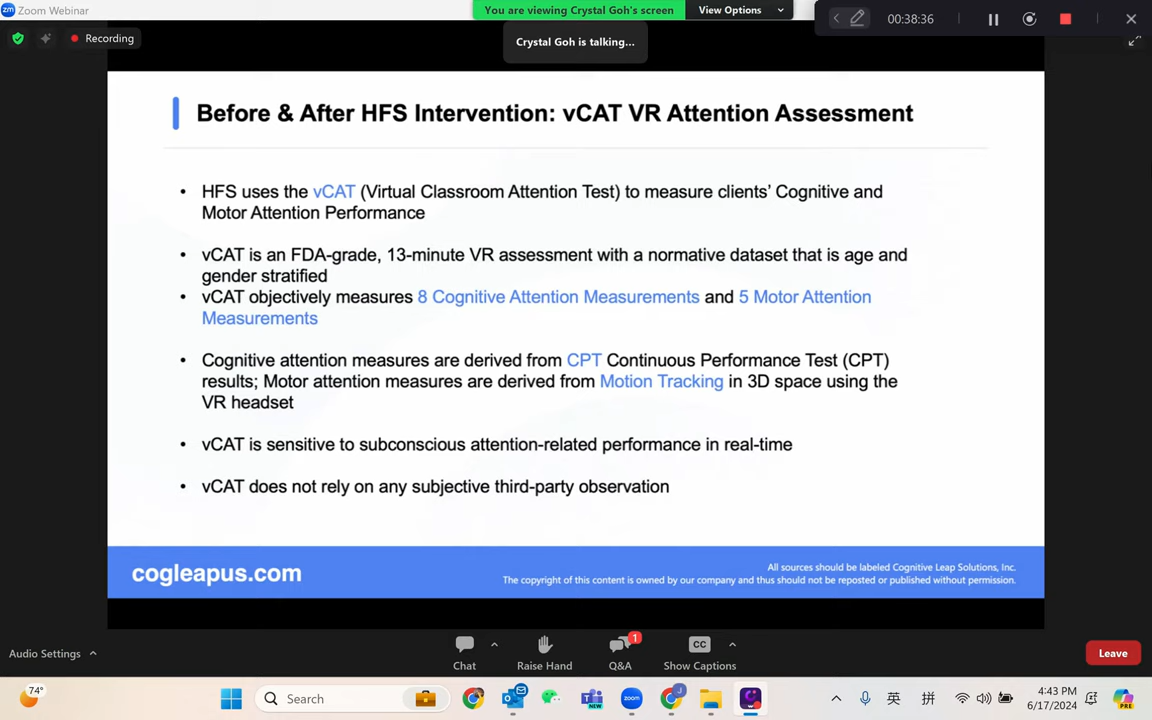 Zoom Webinar
You are viewing Crystal Goh's screen
View Options
00:38:36
Recording
Crystal Goh is talking...
Before & After HFS Intervention: vCAT VR Attention Assessment
• HFS uses the vCAT (Virtual Classroom Attention Test) to measure clients' Cognitive and
Motor Attention Performance
• vCAT is an FDA-grade, 13-minute VR assessment with a normative dataset that is age and
gender stratified
• vCAT objectively measures 8 Cognitive Attention Measurements and 5 Motor Attention
Measurements
• Cognitive attention measures are derived from CPT Continuous Performance Test (CPT)
results; Motor attention measures are derived from Motion Tracking in 3D space using the
VR headset
• vCAT is sensitive to subconscious attention-related performance in real-time
• vCAT does not rely on any subjective third-party observation
cogleapus.com
All sources should be labeled Cognitive Leap Solutions, Inc.
The copyright of this content is owned by our company and thus should not be reposted or published without permission.
Audio Settings
Chat
Raise Hand
1
Q&A
CC
Show Captions
Leave
74°
Search
NEW
zoom
J
英
拼
4:43 PM
6/17/2024
PRE